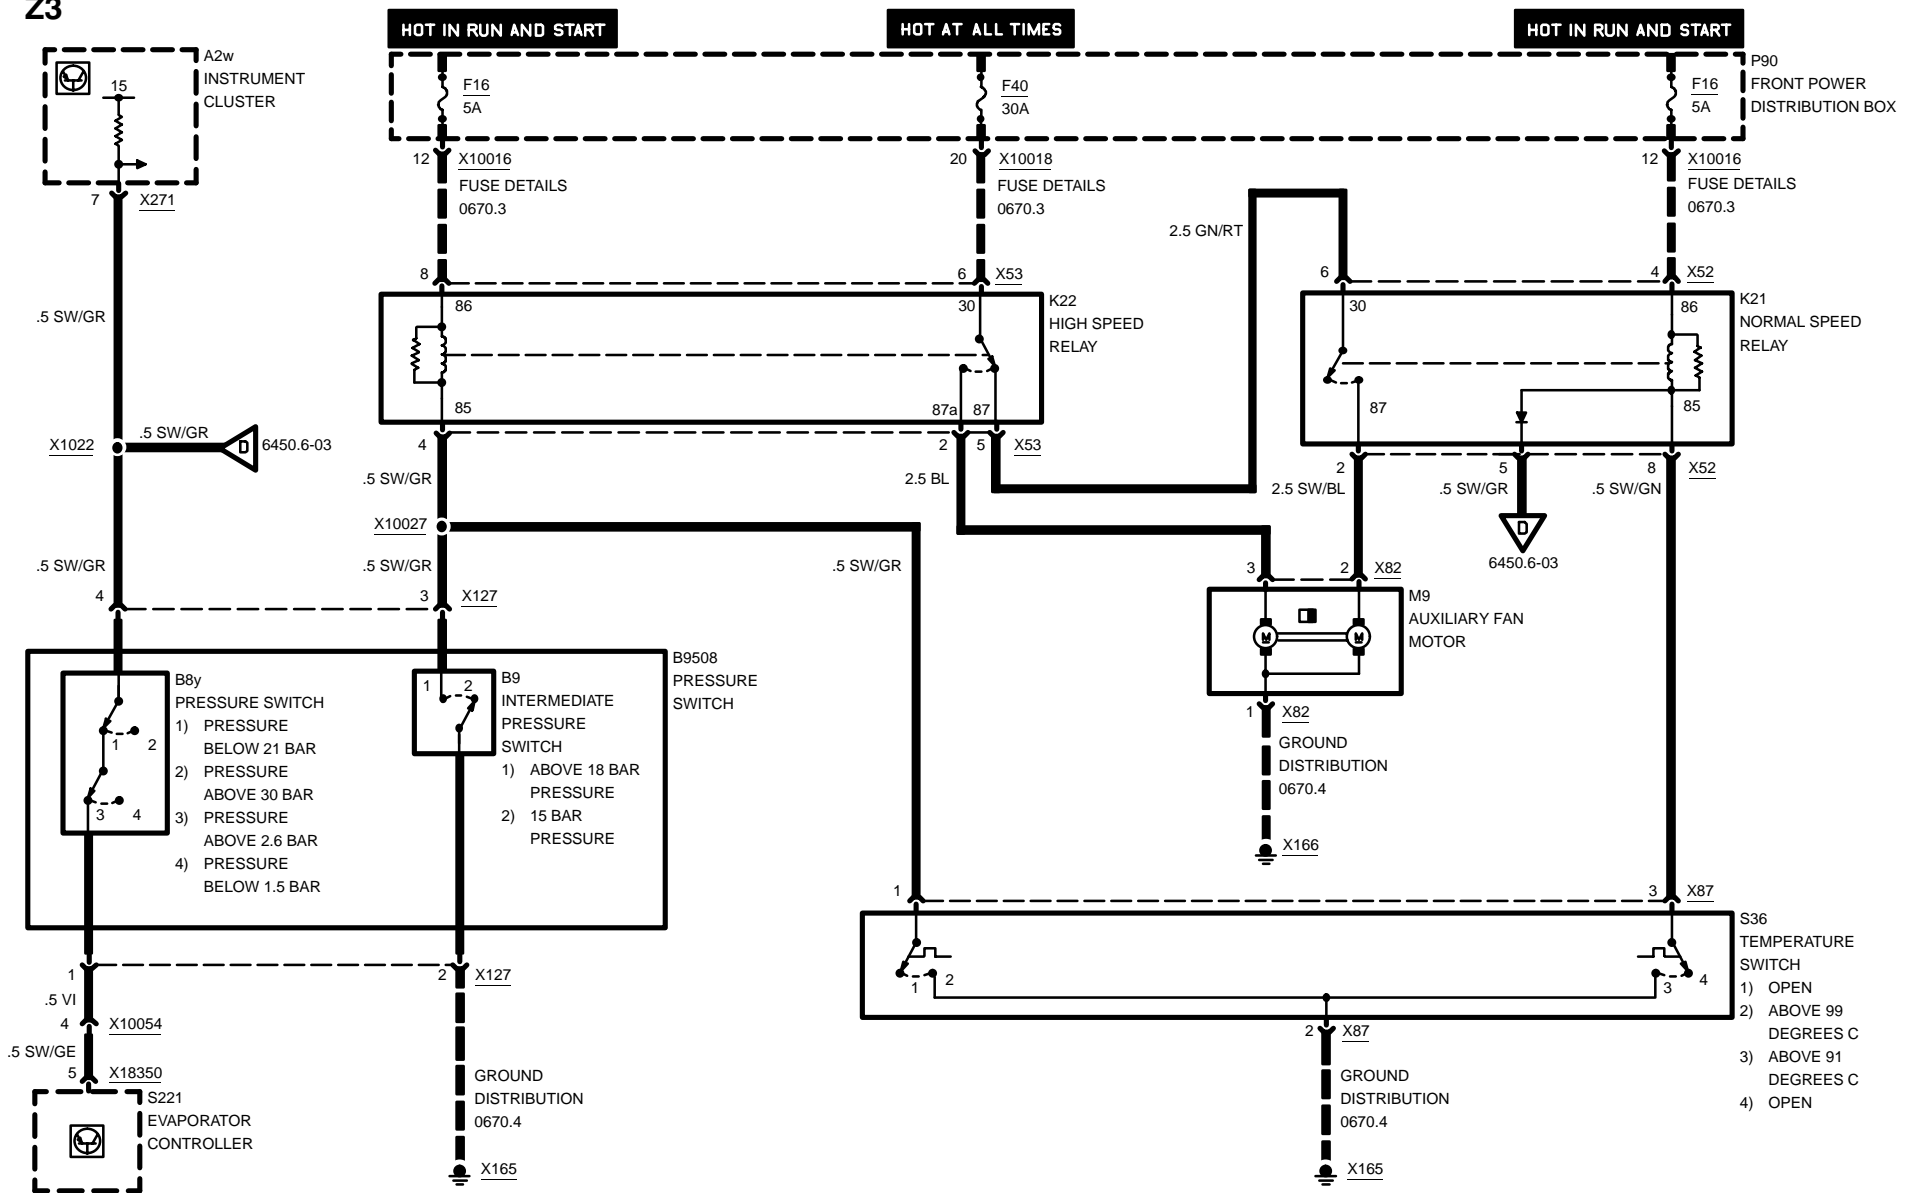 Z3
HOT IN RUN AND START
HOT AT ALL TIMES
HOT IN RUN AND START
A2w
INSTRUMENT
CLUSTER
15
7
X271
F16
5A
F40
30A
F16
5A
P90
FRONT POWER
DISTRIBUTION BOX
12
X10016
FUSE DETAILS
0670.3
20
X10018
FUSE DETAILS
0670.3
12
X10016
FUSE DETAILS
0670.3
2.5 GN/RT
8
6
X53
6
4
X52
86
30
K22
HIGH SPEED
RELAY
85
87a
87
30
86
K21
NORMAL SPEED
RELAY
87
85
.5 SW/GR
X1022
.5 SW/GR
D
6450.6-03
4
2
5
X53
.5 SW/GR
2.5 BL
2
5
8
X52
2.5 SW/BL
.5 SW/GR
.5 SW/GN
D
6450.6-03
X10027
.5 SW/GR
.5 SW/GR
.5 SW/GR
4
3
X127
3
2
X82
M9
AUXILIARY FAN
MOTOR
M
M
1
X82
GROUND
DISTRIBUTION
0670.4
X166
B9508
PRESSURE
SWITCH
B8y
PRESSURE SWITCH
1) PRESSURE
BELOW 21 BAR
2) PRESSURE
ABOVE 30 BAR
3) PRESSURE
ABOVE 2.6 BAR
4) PRESSURE
BELOW 1.5 BAR
1
2
3
4
1
2
B9
INTERMEDIATE
PRESSURE
SWITCH
1) ABOVE 18 BAR
PRESSURE
2) 15 BAR
PRESSURE
1
3
X87
S36
TEMPERATURE
SWITCH
1) OPEN
2) ABOVE 99
DEGREES C
3) ABOVE 91
DEGREES C
4) OPEN
1
2
3
4
2
X87
GROUND
DISTRIBUTION
0670.4
X165
1
2
X127
.5 VI
4
X10054
.5 SW/GE
5
X18350
S221
EVAPORATOR
CONTROLLER
GROUND
DISTRIBUTION
0670.4
X165